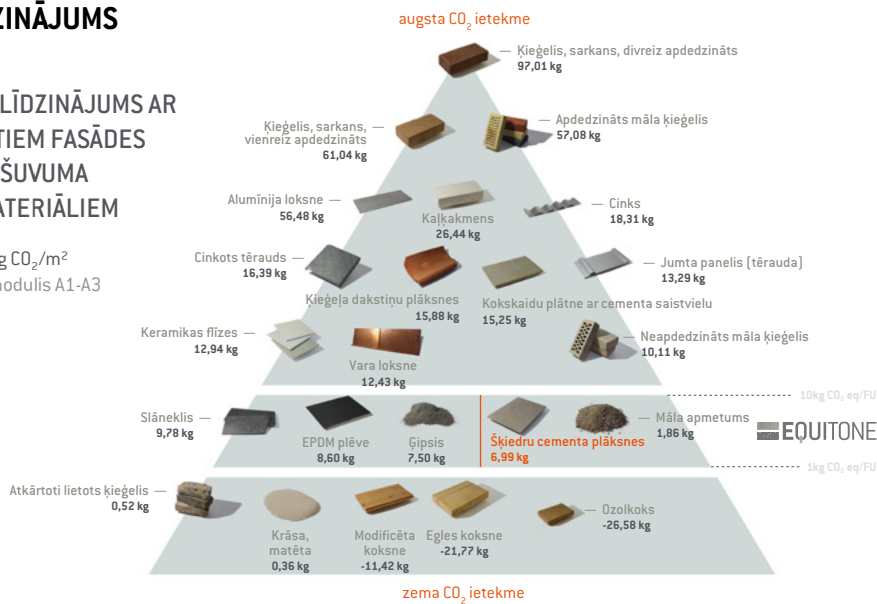 ZINĀJUMS
LĪDZINĀJUMS AR
TIEM FASĀDES
ŠUVUMA
ATERIĀLIEM
g CO₂/m²
modulis A1-A3
augsta CO₂ ietekme
Ķieģelis, sarkans, divreiz apdedzināts
97,01 kg
Ķieģelis, sarkans,
vienreiz apdedzināts
61,04 kg
Apdedzināts māla ķieģelis
57,08 kg
Alumīnija loksne
56,48 kg
Kaļķakmens
26,44 kg
Cinks
18,31 kg
Cinkots tērauds
16,39 kg
Ķieģeļa dakstiņu plāksnes
15,88 kg
Kokskaidu plātne ar cementa saistvielu
15,25 kg
Jumta panelis (tērauda)
13,29 kg
Keramikas flīzes
12,94 kg
Vara loksne
12,43 kg
Neapdedzināts māla ķieģelis
10,11 kg
10kg CO₂ eq/FU
Slāneklis
9,78 kg
EPDM plēve
8,60 kg
Ģipsis
7,50 kg
Šķiedru cementa plāksnes
6,99 kg
Māla apmetums
1,86 kg
EQUITONE
1kg CO₂ eq/FU
Atkārtoti lietots ķieģelis
0,52 kg
Krāsa,
matēta
0,36 kg
Modificēta
koksne
-11,42 kg
Egles koksne
-21,77 kg
Ozolkoks
-26,58 kg
zema CO₂ ietekme